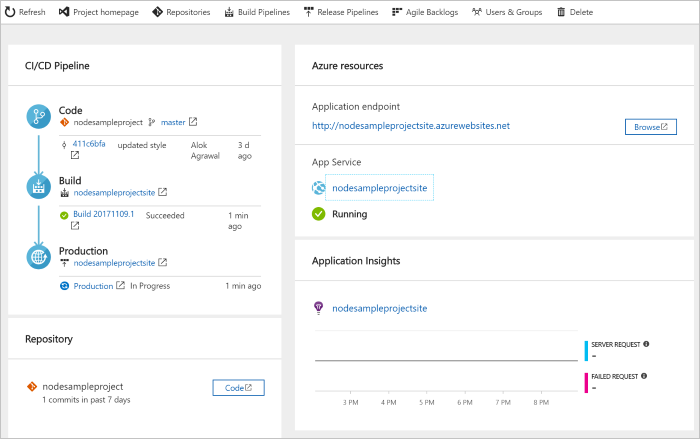 Refresh Project homepage Repositories Build Pipelines Release Pipelines Agile Backlogs Users & Groups Delete
CI/CD Pipeline
Code
nodesampleproject master
411c6bfa updated style Alok Agrawal 3 d ago
Build
nodesampleprojectsite
Build 20171109.1 Succeeded 1 min ago
Production
nodesampleprojectsite
Production In Progress 1 min ago
Repository
nodesampleproject Code
1 commits in past 7 days
Azure resources
Application endpoint
http://nodesampleprojectsite.azurewebsites.net Browse
App Service
nodesampleprojectsite
Running
Application Insights
nodesampleprojectsite
SERVER REQUEST
--
FAILED REQUEST
--
3 PM 4 PM 5 PM 6 PM 7 PM 8 PM